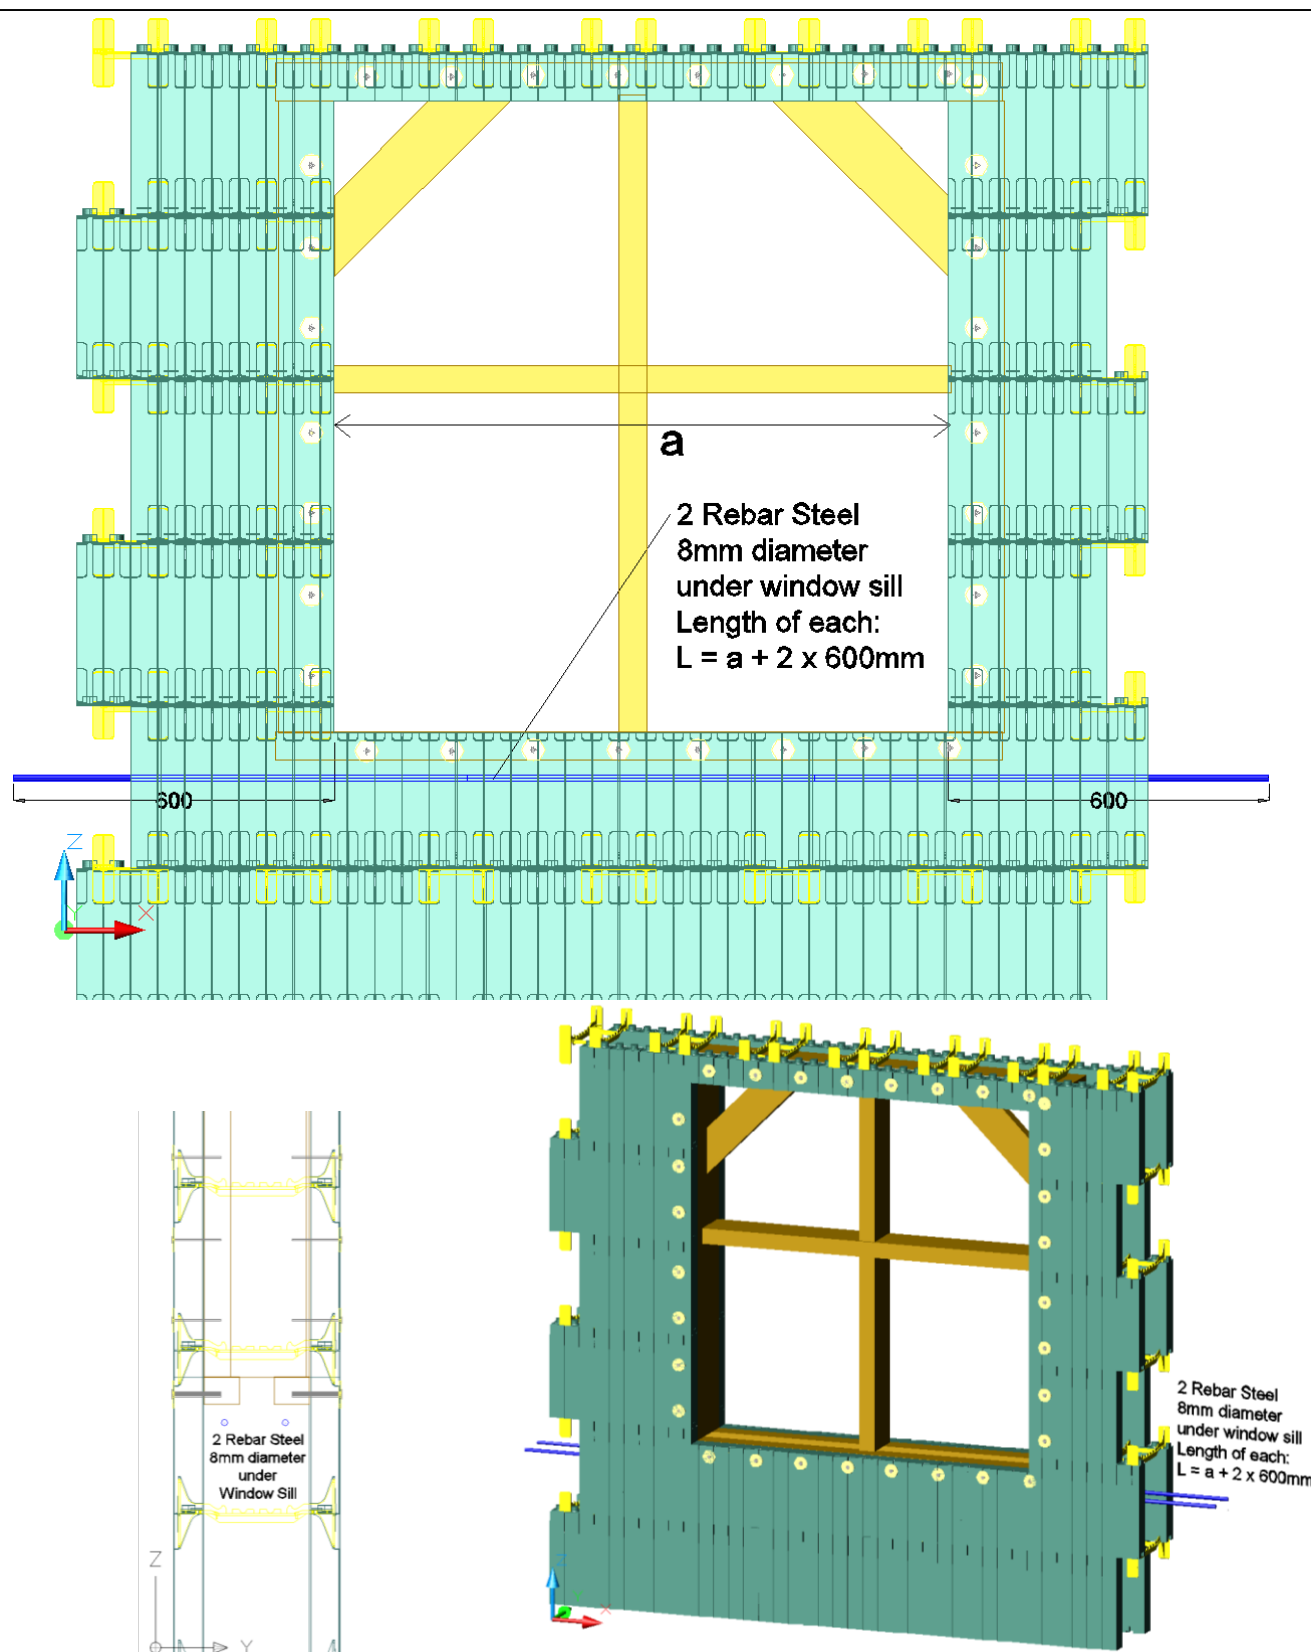 a
2 Rebar Steel
8mm diameter
under window sill
Length of each:
L = a + 2 x 600mm
600
600
Z
Y
X
2 Rebar Steel
8mm diameter
under
Window Sill
Z
Y
2 Rebar Steel
8mm diameter
under window sill
Length of each:
L = a + 2 x 600mm
Z
X